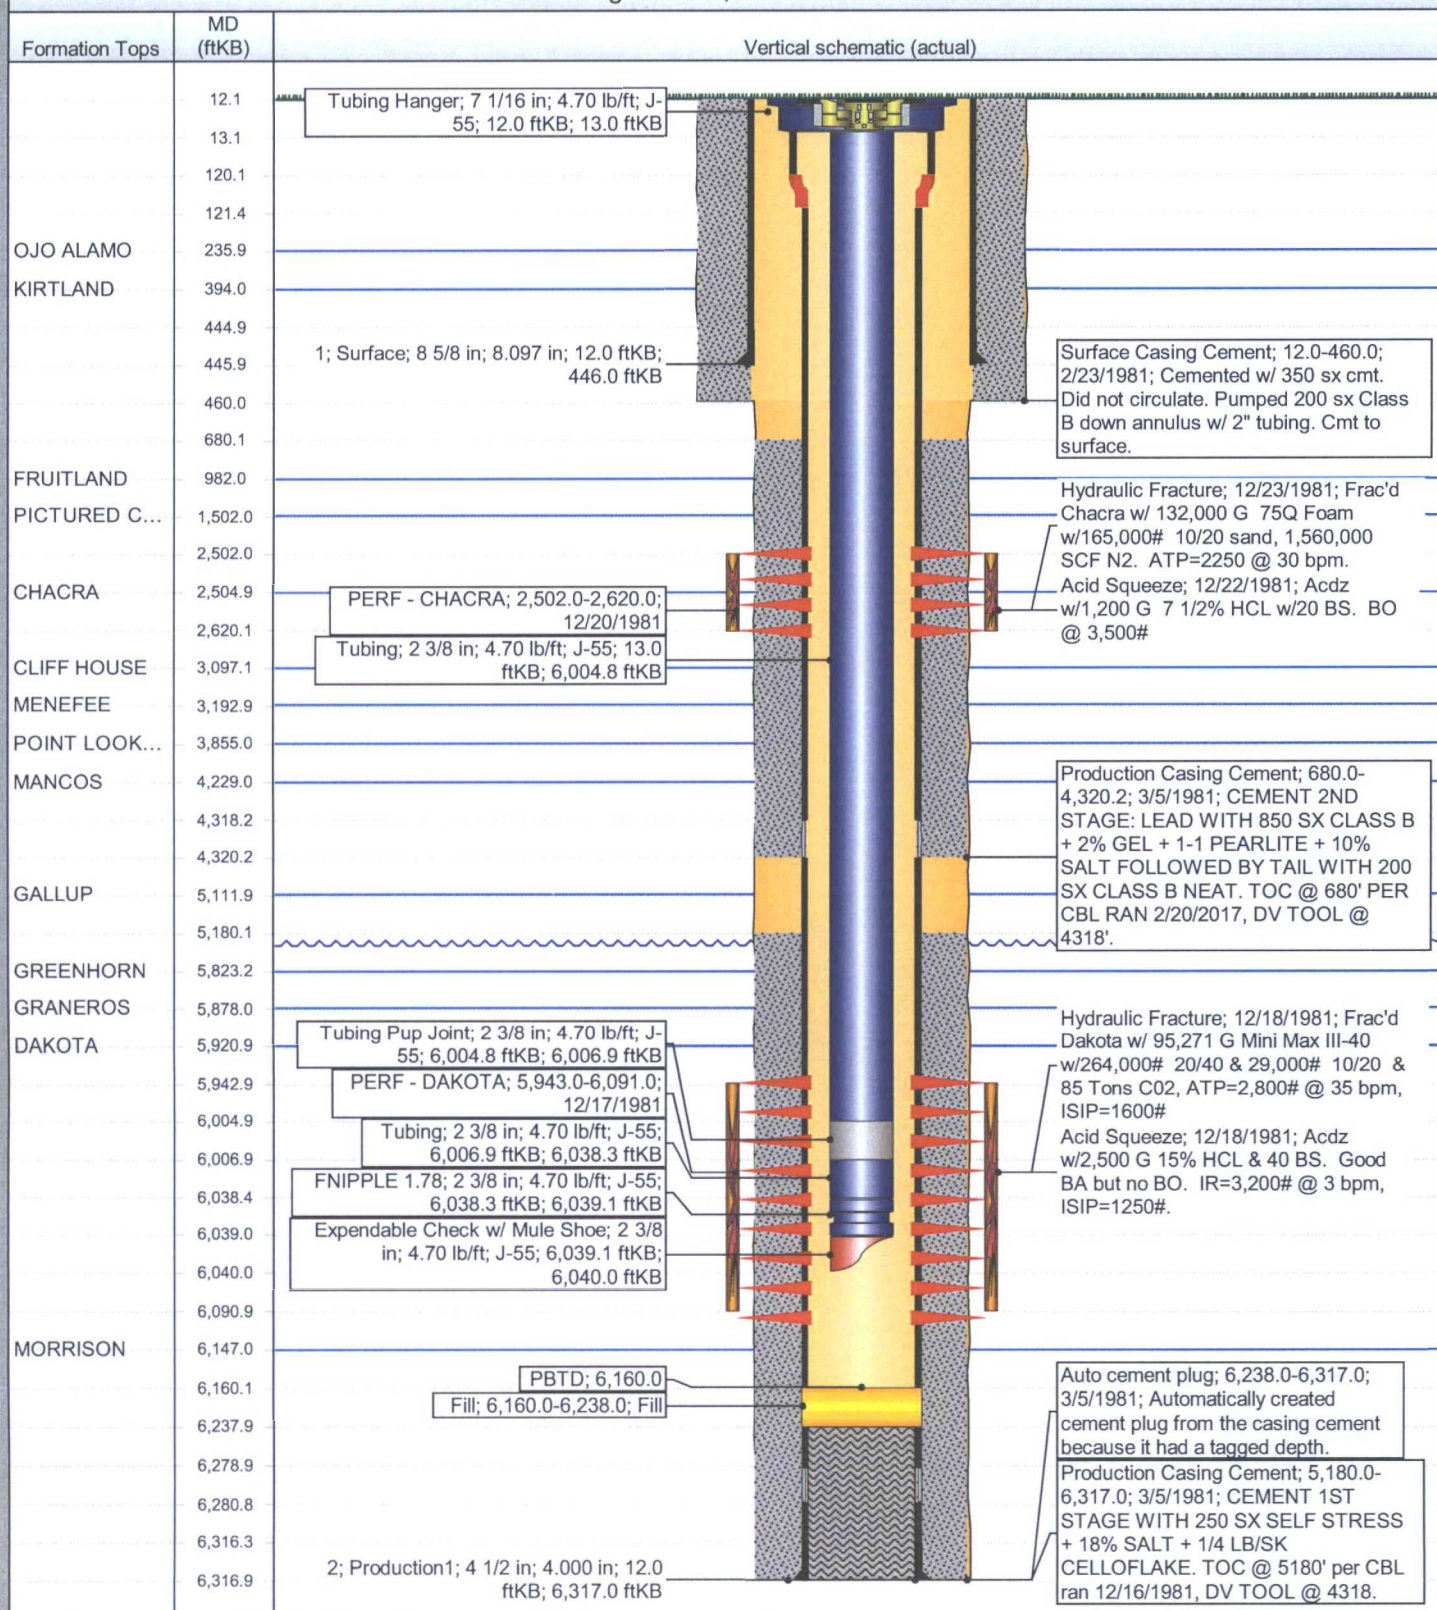 Formation Tops
MD
(ftKB)
Vertical schematic (actual)
12.1
Tubing Hanger; 7 1/16 in; 4.70 lb/ft; J-
55; 12.0 ftKB; 13.0 ftKB
13.1
120.1
121.4
OJO ALAMO 235.9
KIRTLAND 394.0
444.9
445.9
1; Surface; 8 5/8 in; 8.097 in; 12.0 ftKB;
446.0 ftKB
Surface Casing Cement; 12.0-460.0;
2/23/1981; Cemented w/ 350 sx cmt.
Did not circulate. Pumped 200 sx Class
B down annulus w/ 2" tubing. Cmt to
surface.
460.0
680.1
FRUITLAND 982.0
PICTURED C... 1,502.0
Hydraulic Fracture; 12/23/1981; Frac'd
Chacra w/ 132,000 G 75Q Foam
w/165,000# 10/20 sand, 1,560,000
SCF N2. ATP=2250 @ 30 bpm.
Acid Squeeze; 12/22/1981; Acdz
w/1,200 G 7 1/2% HCL w/20 BS. BO
@ 3,500#
2,502.0
CHACRA 2,504.9
PERF - CHACRA; 2,502.0-2,620.0;
12/20/1981
2,620.1
Tubing; 2 3/8 in; 4.70 lb/ft; J-55; 13.0
ftKB; 6,004.8 ftKB
CLIFF HOUSE 3,097.1
MENEFEE 3,192.9
POINT LOOK... 3,855.0
MANCOS 4,229.0
Production Casing Cement; 680.0-
4,320.2; 3/5/1981; CEMENT 2ND
STAGE: LEAD WITH 850 SX CLASS B
+ 2% GEL + 1-1 PEARLITE + 10%
SALT FOLLOWED BY TAIL WITH 200
SX CLASS B NEAT. TOC @ 680' PER
CBL RAN 2/20/2017, DV TOOL @
4318'.
4,318.2
4,320.2
GALLUP 5,111.9
5,180.1
GREENHORN 5,823.2
GRANEROS 5,878.0
DAKOTA 5,920.9
Tubing Pup Joint; 2 3/8 in; 4.70 lb/ft; J-
55; 6,004.8 ftKB; 6,006.9 ftKB
Hydraulic Fracture; 12/18/1981; Frac'd
Dakota w/ 95,271 G Mini Max III-40
w/264,000# 20/40 & 29,000# 10/20 &
85 Tons C02, ATP=2,800# @ 35 bpm,
ISIP=1600#
Acid Squeeze; 12/18/1981; Acdz
w/2,500 G 15% HCL & 40 BS. Good
BA but no BO. IR=3,200# @ 3 bpm,
ISIP=1250#.
5,942.9
PERF - DAKOTA; 5,943.0-6,091.0;
12/17/1981
6,004.9
Tubing; 2 3/8 in; 4.70 lb/ft; J-55;
6,006.9 ftKB; 6,038.3 ftKB
6,006.9
FNIPPLE 1.78; 2 3/8 in; 4.70 lb/ft; J-55;
6,038.3 ftKB; 6,039.1 ftKB
6,038.4
6,039.0
Expendable Check w/ Mule Shoe; 2 3/8
in; 4.70 lb/ft; J-55; 6,039.1 ftKB;
6,040.0 ftKB
6,040.0
6,090.9
MORRISON 6,147.0
6,160.1
PBTD; 6,160.0
Fill; 6,160.0-6,238.0; Fill
Auto cement plug; 6,238.0-6,317.0;
3/5/1981; Automatically created
cement plug from the casing cement
because it had a tagged depth.
6,237.9
6,278.9
6,280.8
6,316.3
Production Casing Cement; 5,180.0-
6,317.0; 3/5/1981; CEMENT 1ST
STAGE WITH 250 SX SELF STRESS
+ 18% SALT + 1/4 LB/SK
CELLOFLAKE. TOC @ 5180' per CBL
ran 12/16/1981, DV TOOL @ 4318.
6,316.9
2; Production1; 4 1/2 in; 4.000 in; 12.0
ftKB; 6,317.0 ftKB